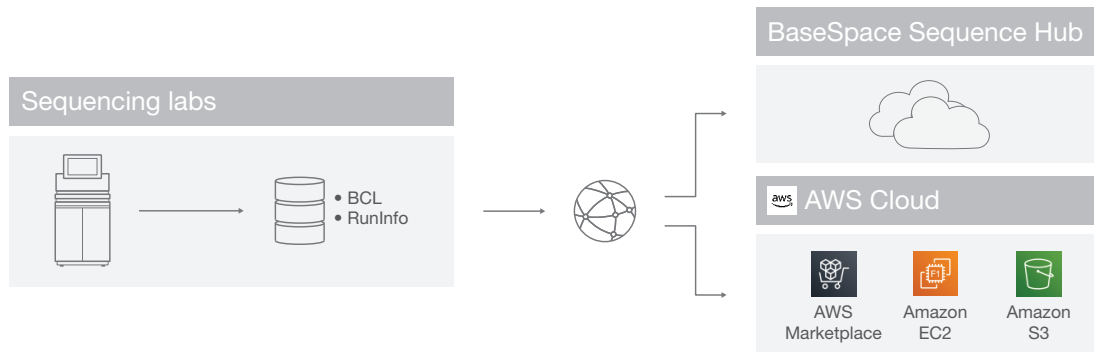 BaseSpace Sequence Hub
Sequencing labs
• BCL
• RunInfo
aws
AWS Cloud
F1
AWS
Marketplace
Amazon
EC2
Amazon
S3